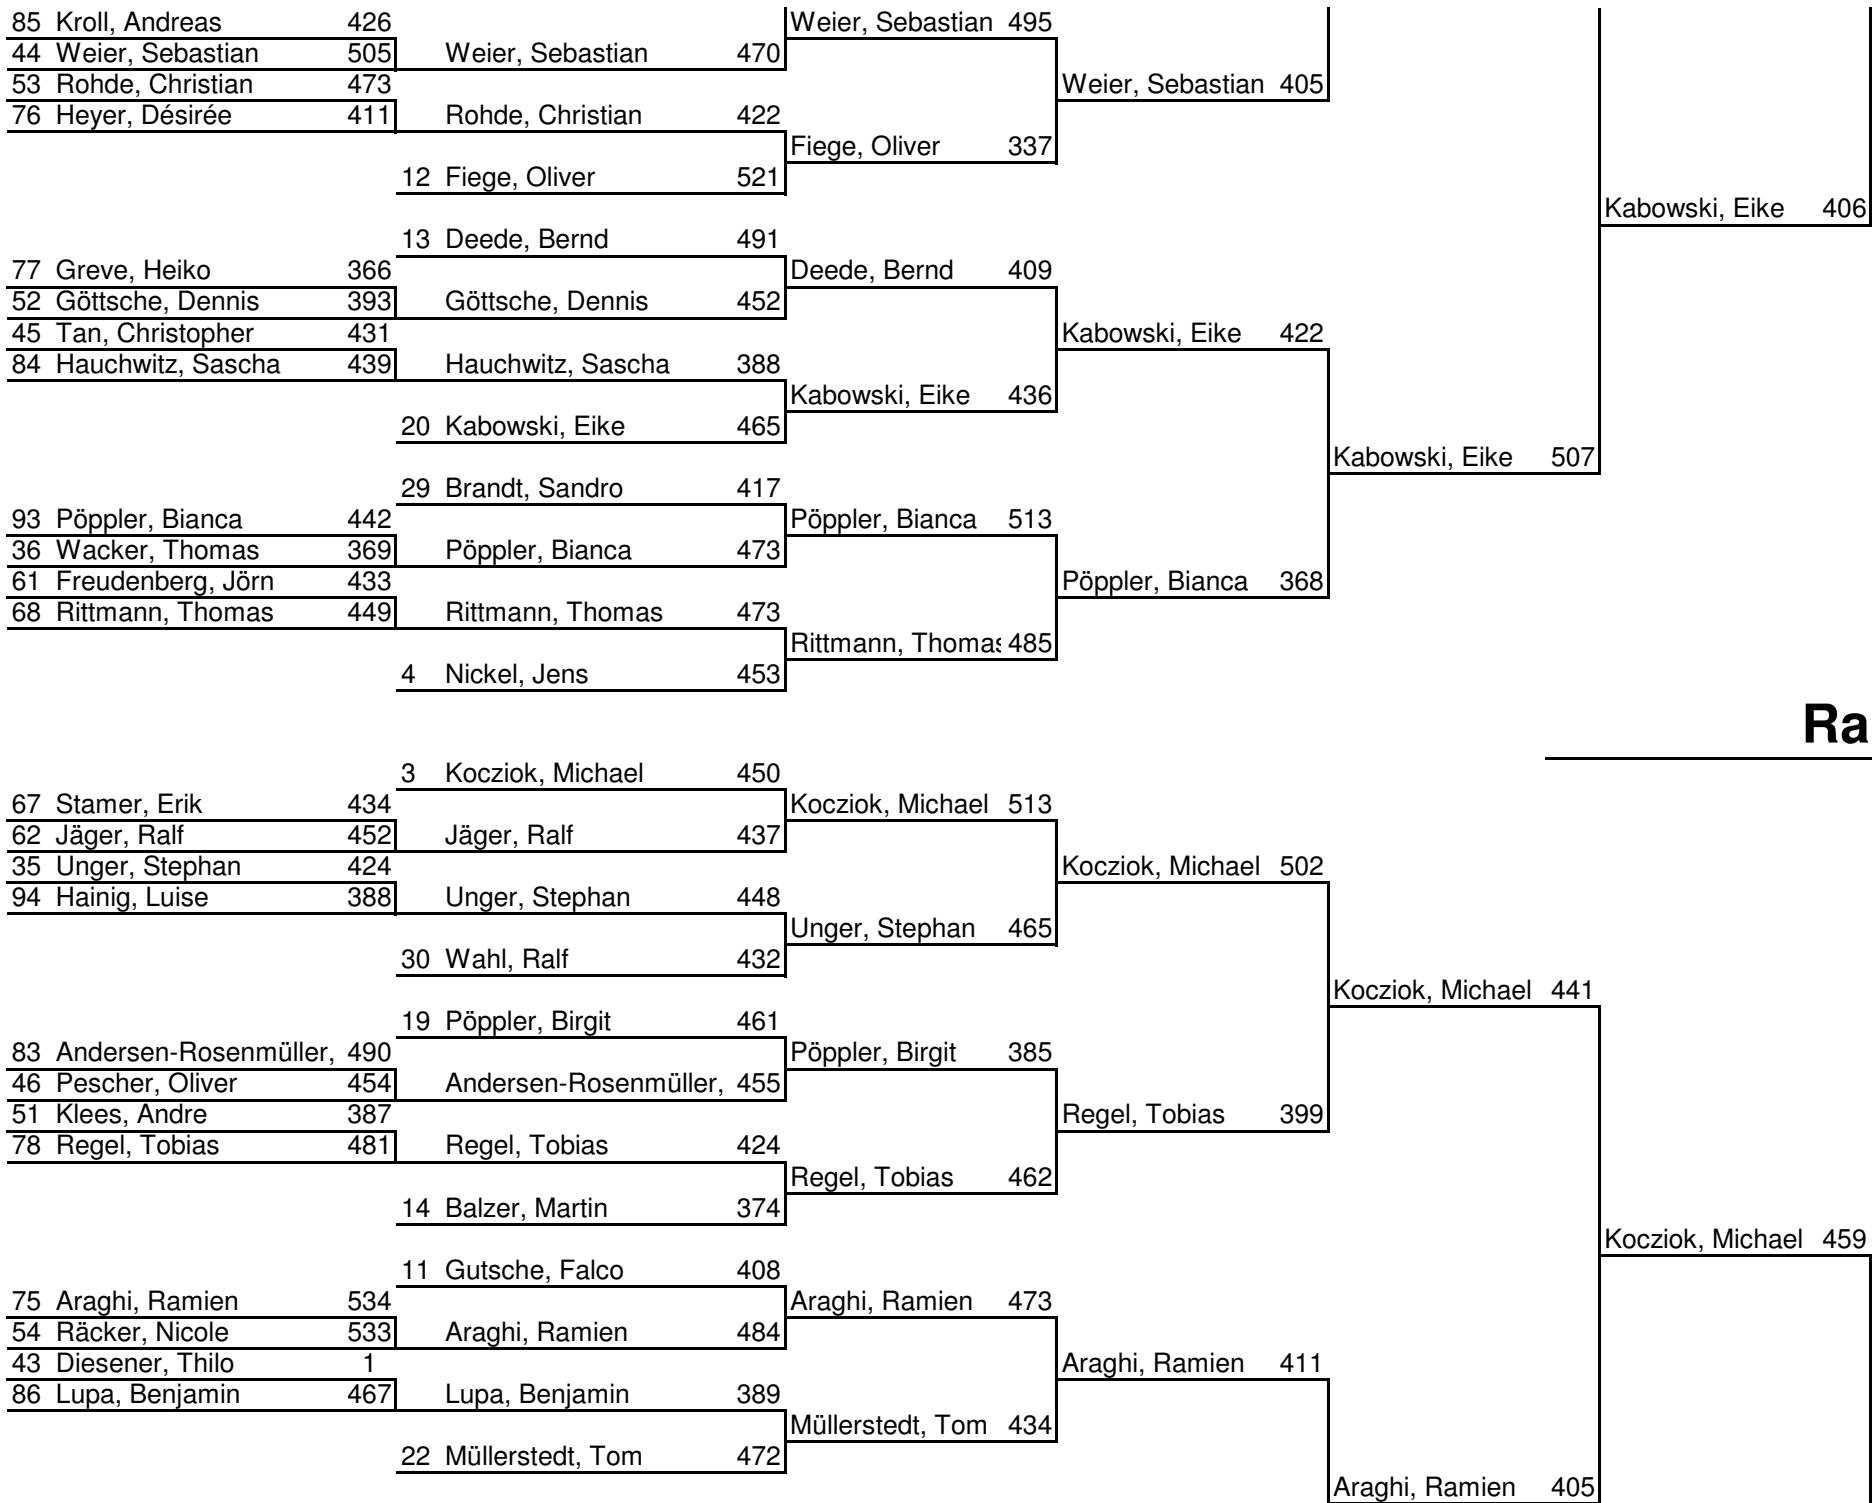 85 Kroll, Andreas 426
Weier, Sebastian 495
44 Weier, Sebastian 505 Weier, Sebastian 470
53 Rohde, Christian 473
Weier, Sebastian 405
76 Heyer, Désirée 411 Rohde, Christian 422
Fiege, Oliver 337
12 Fiege, Oliver 521
Kabowski, Eike 406
13 Deede, Bernd 491
77 Greve, Heiko 366
Deede, Bernd 409
52 Göttsche, Dennis 393 Göttsche, Dennis 452
45 Tan, Christopher 431
Kabowski, Eike 422
84 Hauchwitz, Sascha 439 Hauchwitz, Sascha 388
Kabowski, Eike 436
20 Kabowski, Eike 465
Kabowski, Eike 507
29 Brandt, Sandro 417
93 Pöppler, Bianca 442
Pöppler, Bianca 513
36 Wacker, Thomas 369 Pöppler, Bianca 473
61 Freudenberg, Jörn 433
Pöppler, Bianca 368
68 Rittmann, Thomas 449 Rittmann, Thomas 473
Rittmann, Thomas 485
4 Nickel, Jens 453
Ra
3 Kocziok, Michael 450
67 Stamer, Erik 434
Kocziok, Michael 513
62 Jäger, Ralf 452 Jäger, Ralf 437
35 Unger, Stephan 424
Kocziok, Michael 502
94 Hainig, Luise 388 Unger, Stephan 448
Unger, Stephan 465
30 Wahl, Ralf 432
Kocziok, Michael 441
19 Pöppler, Birgit 461
83 Andersen-Rosenmüller, 490
Pöppler, Birgit 385
46 Pescher, Oliver 454 Andersen-Rosenmüller, 455
51 Klees, Andre 387
Regel, Tobias 399
78 Regel, Tobias 481 Regel, Tobias 424
Regel, Tobias 462
14 Balzer, Martin 374
Kocziok, Michael 459
11 Gutsche, Falco 408
75 Araghi, Ramien 534
Araghi, Ramien 473
54 Räcker, Nicole 533 Araghi, Ramien 484
43 Diesener, Thilo 1
Araghi, Ramien 411
86 Lupa, Benjamin 467 Lupa, Benjamin 389
Müllerstedt, Tom 434
22 Müllerstedt, Tom 472
Araghi, Ramien 405